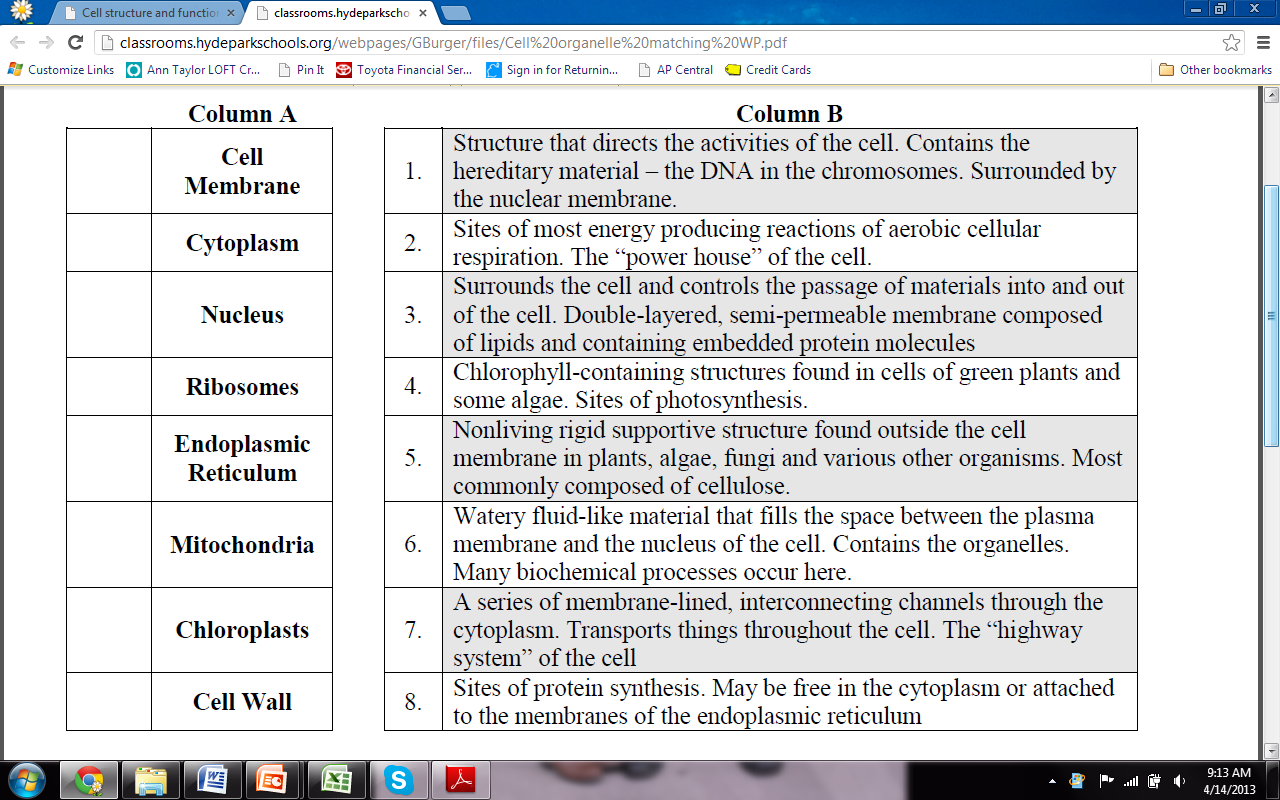 Cell structure and functio
classrooms.hydeparkscho
classrooms.hydeparkschools.org/webpages/GBurger/files/Cell%20organelle%20matching%20WP.pdf
Customize Links Ann Taylor LOFT Cr... Pin It Toyota Financial Ser... Sign in for Returnin... AP Central Credit Cards Other bookmarks
Column A Column B
Cell
Membrane
1.
Structure that directs the activities of the cell. Contains the
hereditary material – the DNA in the chromosomes. Surrounded by
the nuclear membrane.
Cytoplasm
2.
Sites of most energy producing reactions of aerobic cellular
respiration. The “power house” of the cell.
Nucleus
3.
Surrounds the cell and controls the passage of materials into and out
of the cell. Double-layered, semi-permeable membrane composed
of lipids and containing embedded protein molecules
Ribosomes
4.
Chlorophyll-containing structures found in cells of green plants and
some algae. Sites of photosynthesis.
Endoplasmic
Reticulum
5.
Nonliving rigid supportive structure found outside the cell
membrane in plants, algae, fungi and various other organisms. Most
commonly composed of cellulose.
Mitochondria
6.
Watery fluid-like material that fills the space between the plasma
membrane and the nucleus of the cell. Contains the organelles.
Many biochemical processes occur here.
Chloroplasts
7.
A series of membrane-lined, interconnecting channels through the
cytoplasm. Transports things throughout the cell. The “highway
system” of the cell
Cell Wall
8.
Sites of protein synthesis. May be free in the cytoplasm or attached
to the membranes of the endoplasmic reticulum
9:13 AM
4/14/2013